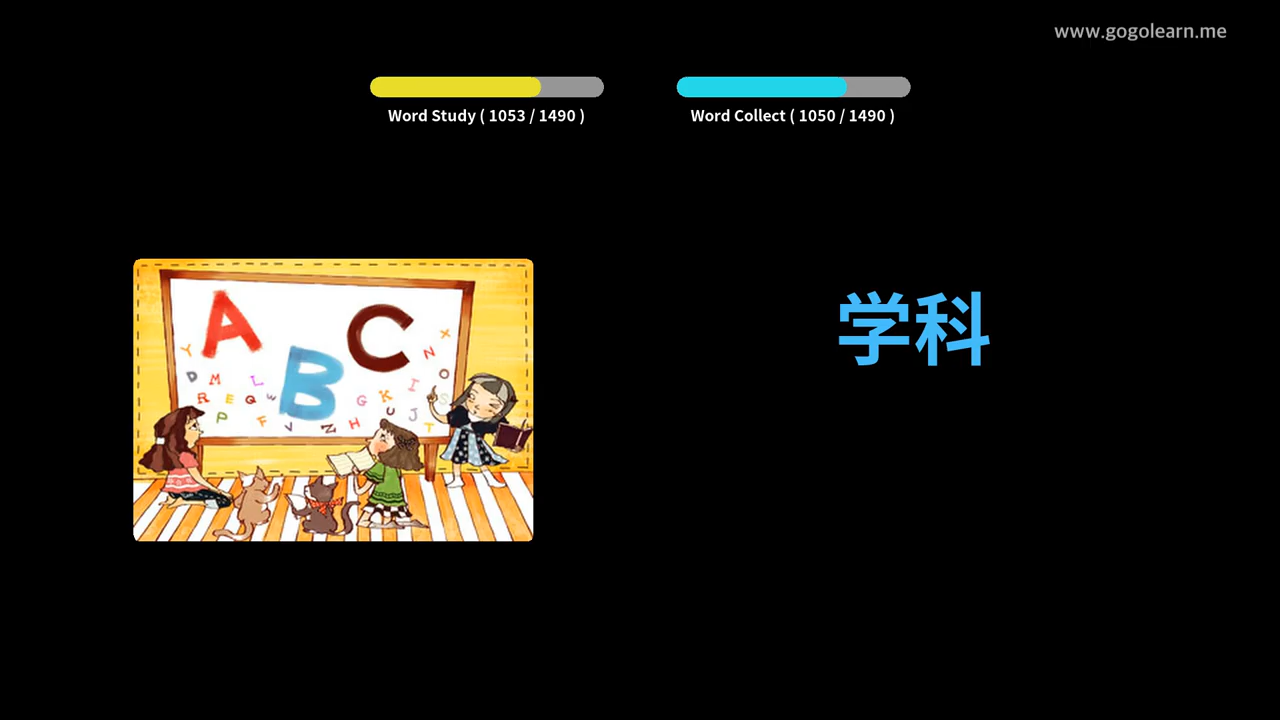 www.gogolearn.me
Word Study ( 1053 / 1490 )
Word Collect ( 1050 / 1490 )
学科
A B C
X
Y N
D M L I O
R E Q W G K S
P F V Z H U J T